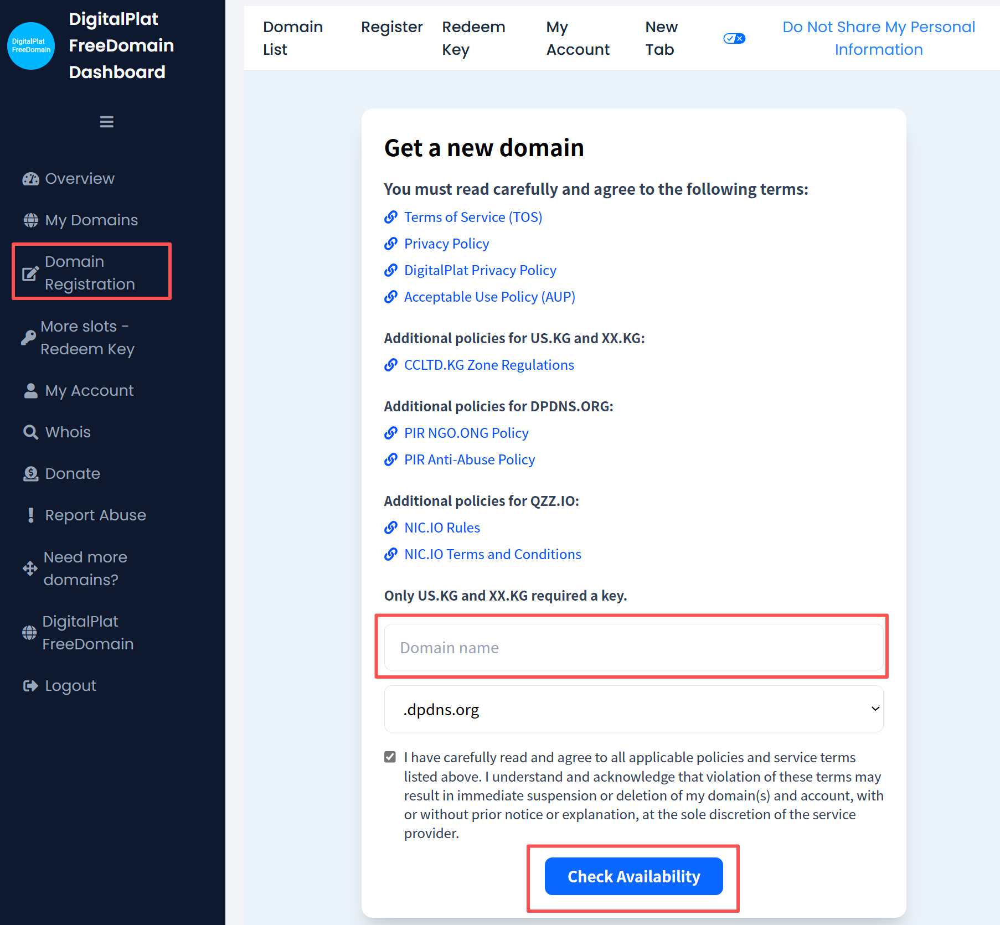 DigitalPlat
FreeDomain
DigitalPlat
FreeDomain
Dashboard
Overview
My Domains
Domain
Registration
More slots -
Redeem Key
My Account
Whois
Donate
Report Abuse
Need more
domains?
DigitalPlat
FreeDomain
Logout
Domain
List
Register
Redeem
Key
My
Account
New
Tab
Do Not Share My Personal
Information
Get a new domain
You must read carefully and agree to the following terms:
Terms of Service (TOS)
Privacy Policy
DigitalPlat Privacy Policy
Acceptable Use Policy (AUP)
Additional policies for US.KG and XX.KG:
CCLTD.KG Zone Regulations
Additional policies for DPDNS.ORG:
PIR NGO.ONG Policy
PIR Anti-Abuse Policy
Additional policies for QZZ.IO:
NIC.IO Rules
NIC.IO Terms and Conditions
Only US.KG and XX.KG required a key.
Domain name
.dpdns.org
I have carefully read and agree to all applicable policies and service terms
listed above. I understand and acknowledge that violation of these terms may
result in immediate suspension or deletion of my domain(s) and account, with
or without prior notice or explanation, at the sole discretion of the service
provider.
Check Availability